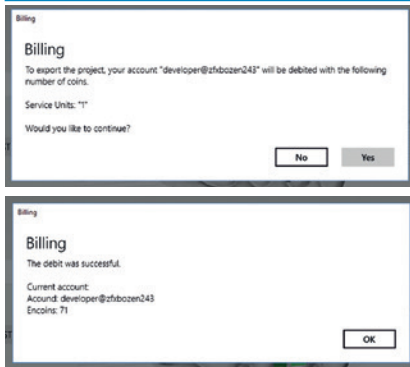 Billing
Billing
To export the project, your account "developer@zfxbozen243" will be debited with the following
number of coins.
Service Units: "1"
Would you like to continue?
No
Yes
Billing
Billing
The debit was successful.
Current account:
Acound: developer@zfxbozen243
Encoins: 71
OK